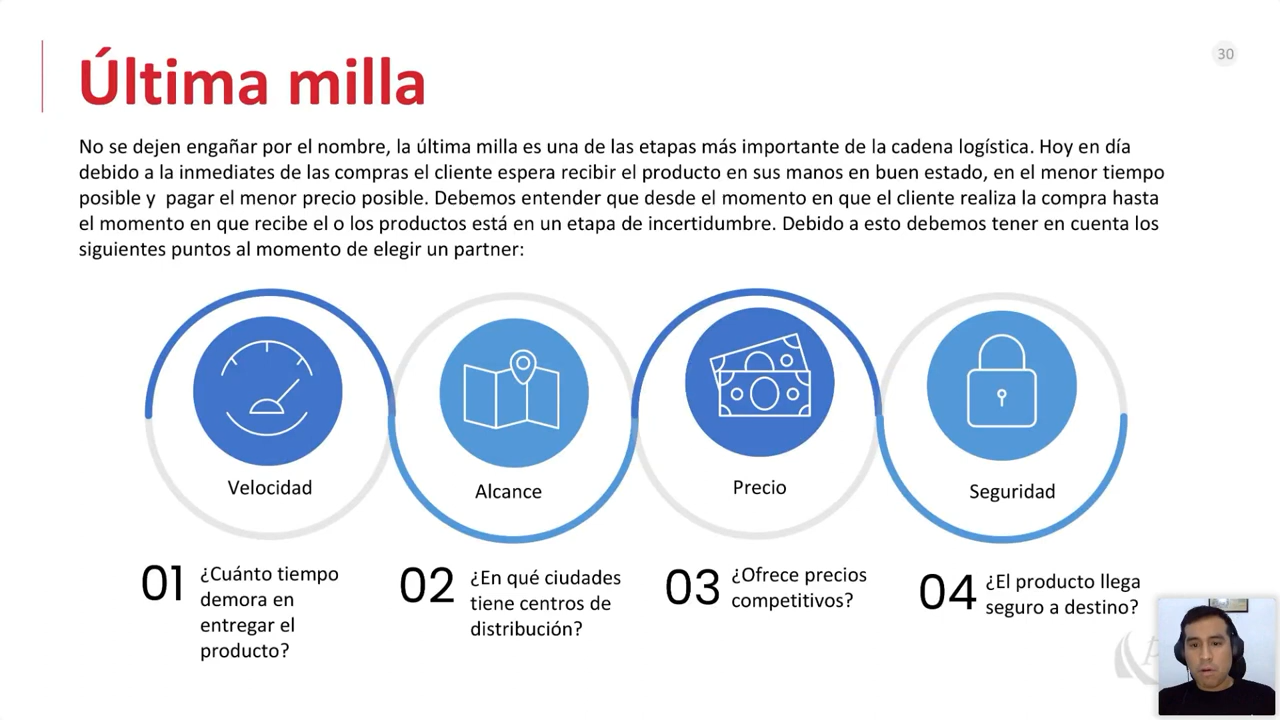 30
Última milla
No se dejen engañar por el nombre, la última milla es una de las etapas más importante de la cadena logística. Hoy en día
debido a la inmediates de las compras el cliente espera recibir el producto en sus manos en buen estado, en el menor tiempo
posible y  pagar el menor precio posible. Debemos entender que desde el momento en que el cliente realiza la compra hasta
el momento en que recibe el o los productos está en un etapa de incertidumbre. Debido a esto debemos tener en cuenta los
siguientes puntos al momento de elegir un partner:
Velocidad
Alcance
Precio
Seguridad
01 ¿Cuánto tiempo
demora en
entregar el
producto?
02 ¿En qué ciudades
tiene centros de
distribución?
03 ¿Ofrece precios
competitivos?
04 ¿El producto llega
seguro a destino?